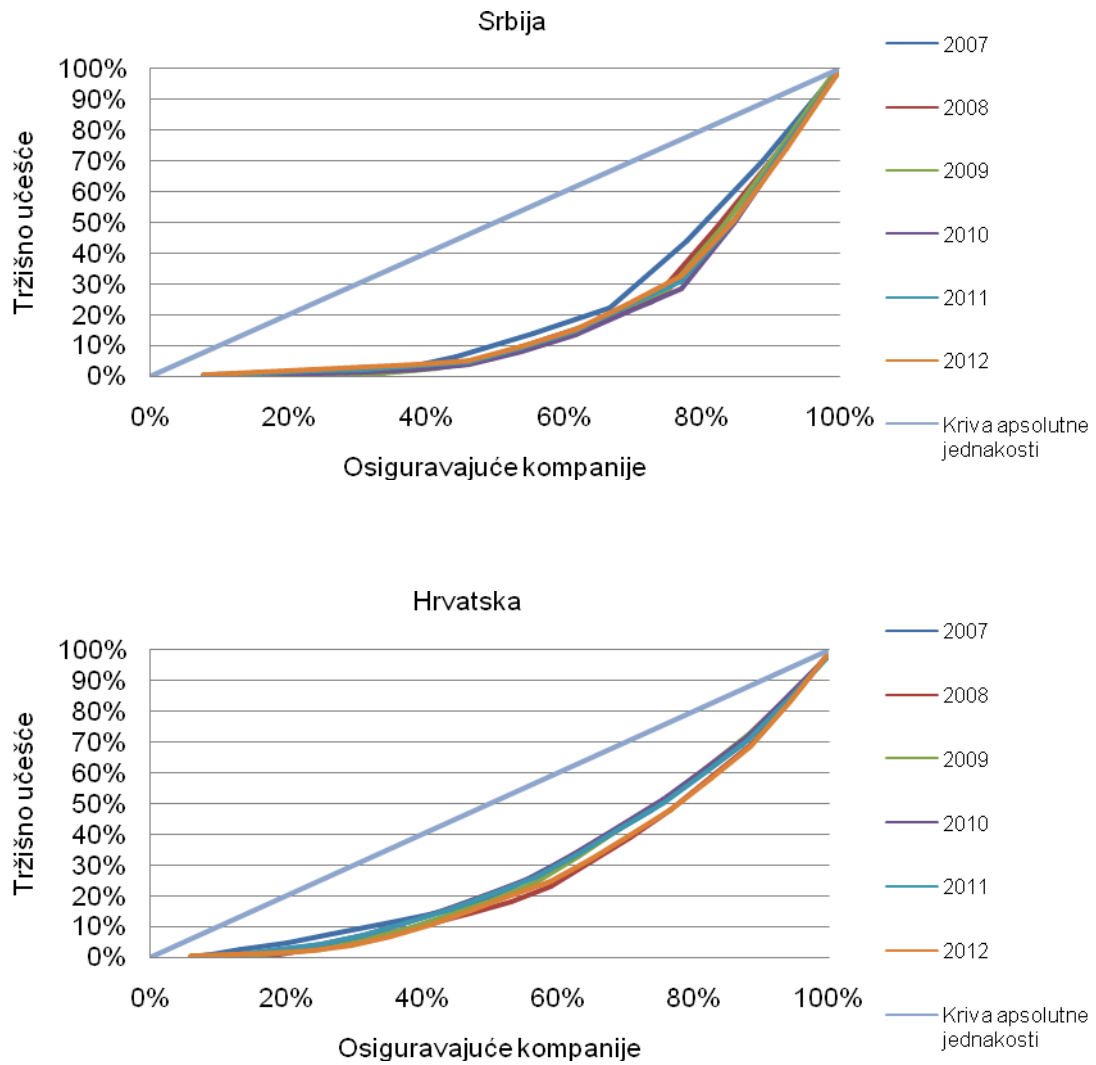 Srbija
100%
90%
80%
70%
60%
50%
40%
30%
20%
10%
0%
Tržišno učešće
0% 20% 40% 60% 80% 100%
Osiguravajuće kompanije
2007
2008
2009
2010
2011
2012
Kriva apsolutne
jednakosti
Hrvatska
100%
90%
80%
70%
60%
50%
40%
30%
20%
10%
0%
Tržišno učešće
0% 20% 40% 60% 80% 100%
Osiguravajuće kompanije
2007
2008
2009
2010
2011
2012
Kriva apsolutne
jednakosti